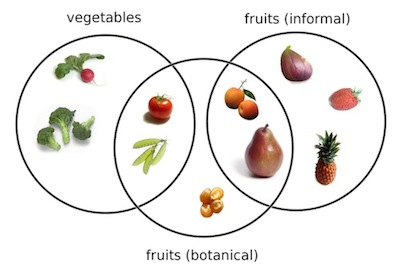 vegetables
fruits (informal)
fruits (botanical)